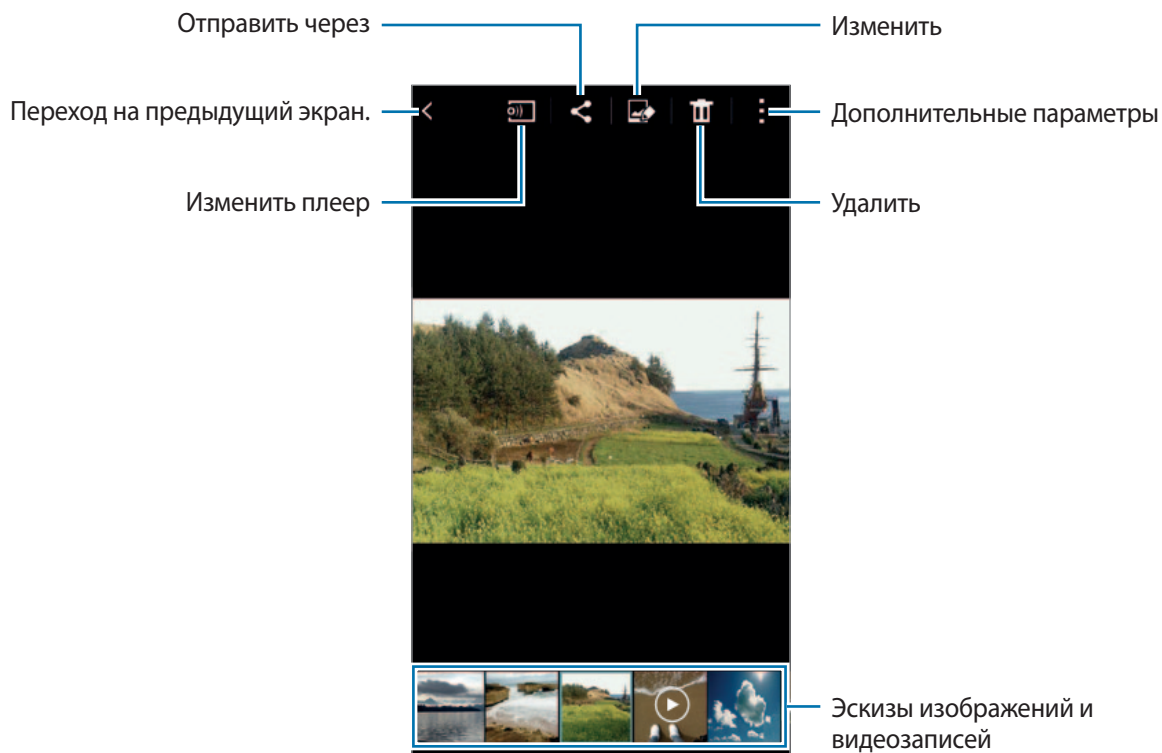 Отправить через
Изменить
Переход на предыдущий экран.
Дополнительные параметры
Изменить плеер
Удалить
Эскизы изображений и
видеозаписей